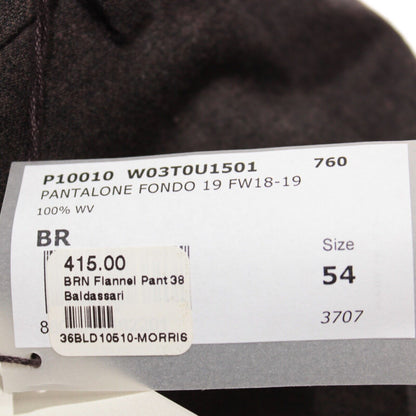 P10010 W03T0U1501 760
PANTALONE FONDO 19 FW18-19
100% WV
BR
Size
54
3707
415.00
BRN Flannel Pant 38
Baldassari
36BLD10510-MORRIS
8